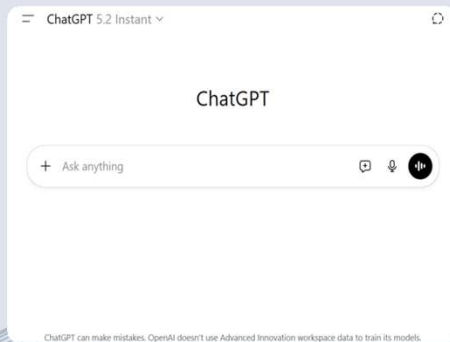 ChatGPT 5.2 Instant
ChatGPT
Ask anything
ChatGPT can make mistakes. OpenAI doesn't use Advanced Innovation workspace data to train its models.